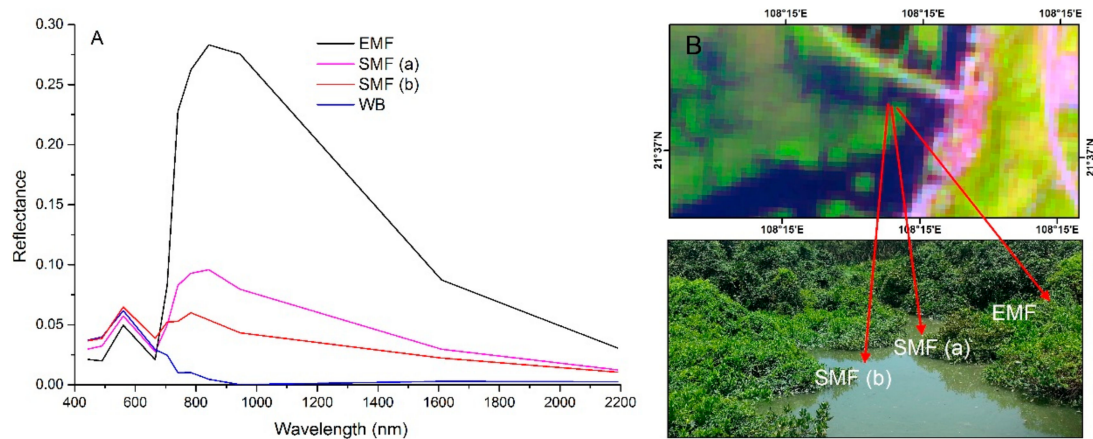 A
EMF
SMF (a)
SMF (b)
WB
0.30
0.25
0.20
0.15
0.10
0.05
0.00
Reflectance
400 600 800 1000 1200 1400 1600 1800 2000 2200
Wavelength (nm)
B
108°15'E 108°15'E 108°15'E
21°37'N
21°37'N
108°15'E 108°15'E 108°15'E
EMF
SMF (a)
SMF (b)